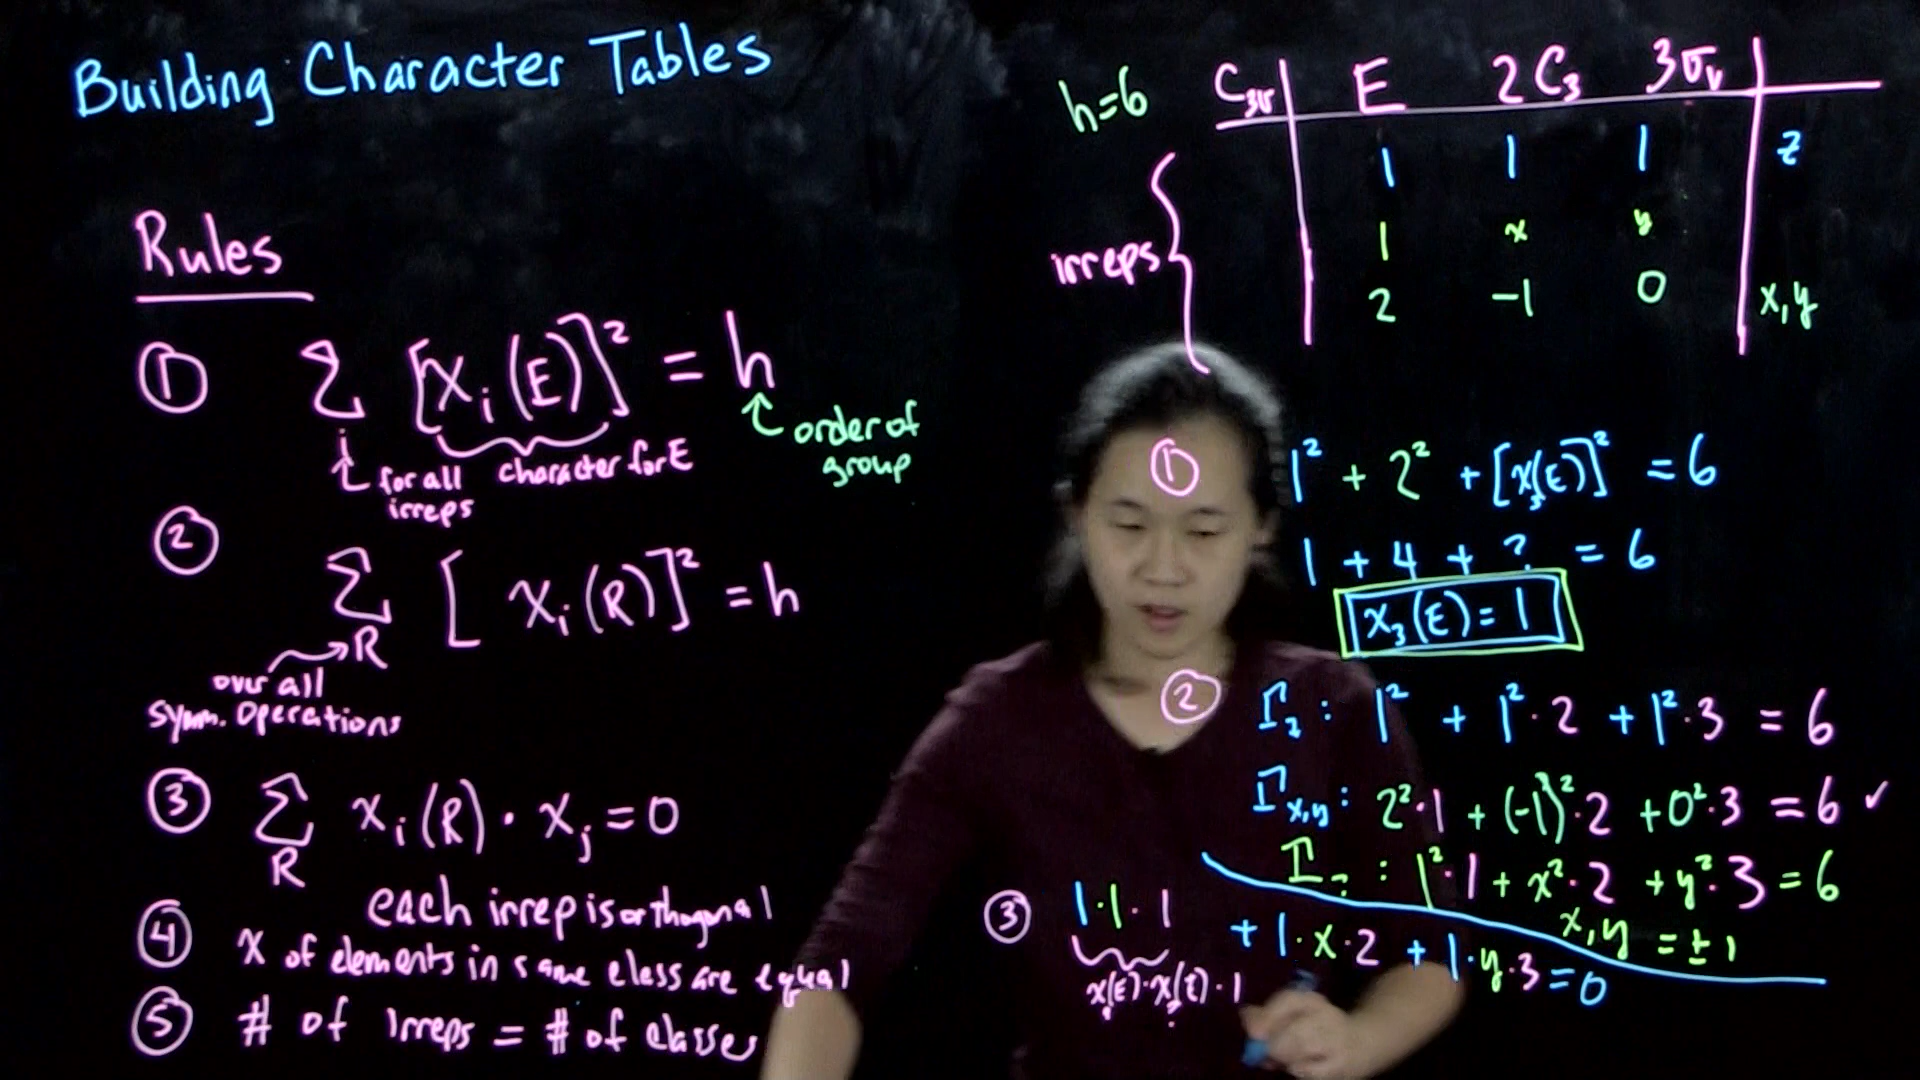 Building Character Tables
Rules
① Σ [χᵢ(E)]² = h
i
for all irreps
character for E
order of group
② Σ [ χᵢ(R)]² = h
R
over all
Symm. Operations
③ Σ χᵢ(R) · χⱼ = 0
R
each irrep is orthogonal
④ χ of elements in same class are equal
⑤ # of irreps = # of classes
h=6
C₃ᵥ E 2C₃ 3σᵥ
1 1 1 z
1 x y
2 -1 0 x,y
irreps
① 1² + 2² + [χ₃(E)]² = 6
1 + 4 + ? = 6
χ₃(E) = 1
② Γz : 1² + 1²·2 + 1²·3 = 6
Γx,y : 2²·1 + (-1)²·2 + 0²·3 = 6 ✓
Γ? : 1²·1 + x²·2 + y²·3 = 6
x,y = ±1
③ 1·1·1 + 1·x·2 + 1·y·3 = 0